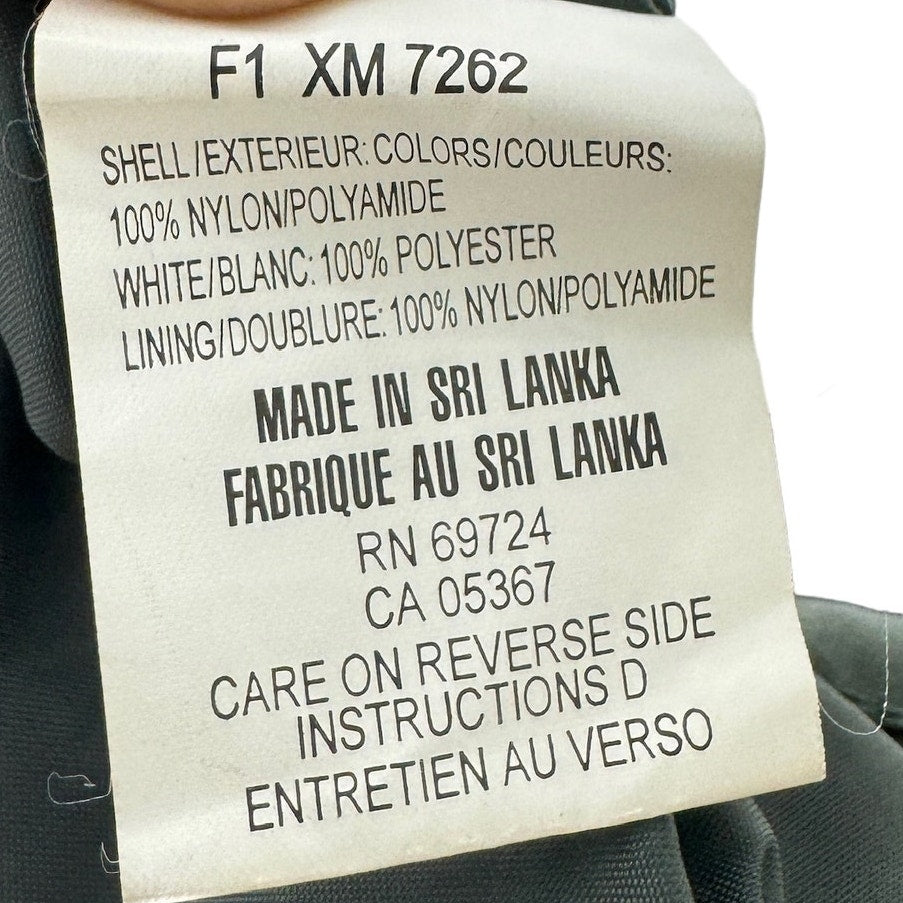 F1 XM 7262
SHELL/EXTERIEUR: COLORS/COULEURS:
100% NYLON/POLYAMIDE
WHITE/BLANC: 100% POLYESTER
LINING/DOUBLURE: 100% NYLON/POLYAMIDE
MADE IN SRI LANKA
FABRIQUE AU SRI LANKA
RN 69724
CA 05367
CARE ON REVERSE SIDE
INSTRUCTIONS D
ENTRETIEN AU VERSO